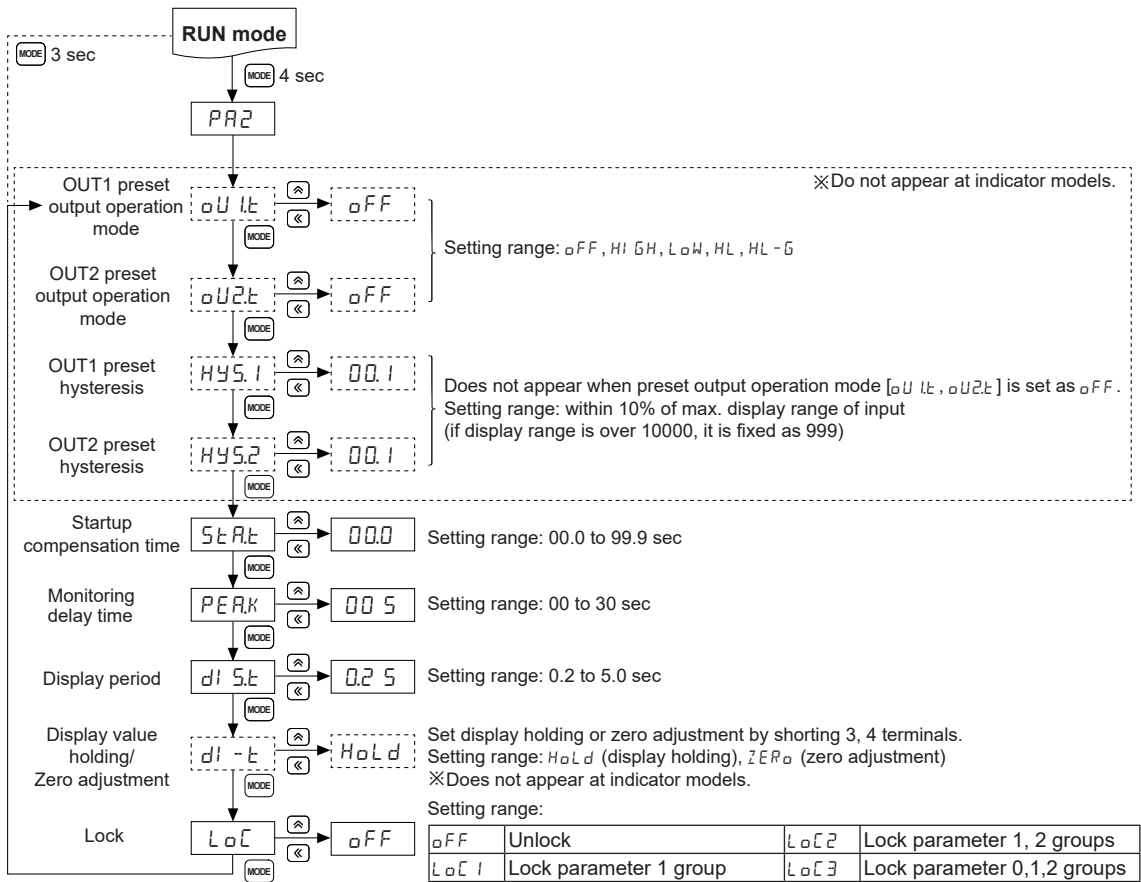 RUN mode
MODE 3 sec
MODE 4 sec
PA2
※Do not appear at indicator models.
OUT1 preset
output operation
mode
oU1.t
oFF
MODE
Setting range: oFF, HIGH, LoW, HL, HL-G
OUT2 preset
output operation
mode
oU2.t
oFF
MODE
OUT1 preset
hysteresis
HYS.1
00.1
MODE
Does not appear when preset output operation mode [oU1.t, oU2.t] is set as oFF.
Setting range: within 10% of max. display range of input
(if display range is over 10000, it is fixed as 999)
OUT2 preset
hysteresis
HYS.2
00.1
MODE
Startup
compensation time
StA.t
00.0
Setting range: 00.0 to 99.9 sec
MODE
Monitoring
delay time
PEA.K
00 S
Setting range: 00 to 30 sec
MODE
Display period
dIS.t
0.2 S
Setting range: 0.2 to 5.0 sec
MODE
Display value
holding/
Zero adjustment
dI-t
HoLd
Set display holding or zero adjustment by shorting 3, 4 terminals.
Setting range: HoLd (display holding), ZERo (zero adjustment)
※Does not appear at indicator models.
MODE
Lock
LoC
oFF
MODE
Setting range:
oFF Unlock LoC2 Lock parameter 1, 2 groups
LoC1 Lock parameter 1 group LoC3 Lock parameter 0,1,2 groups